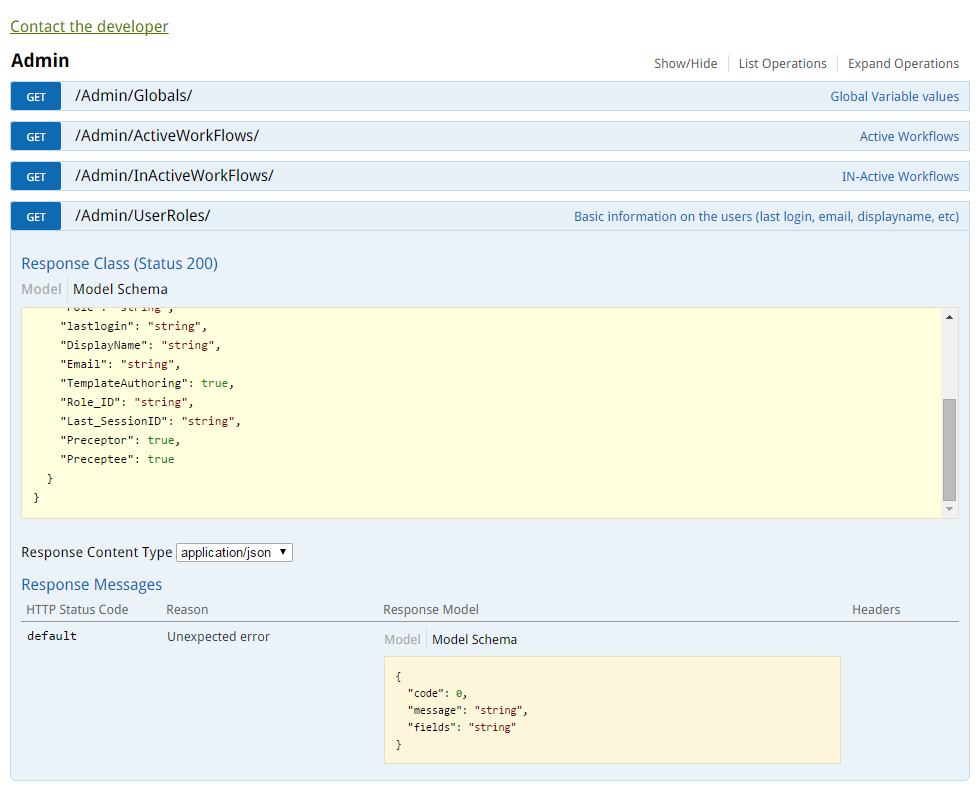 Contact the developer
Admin
Show/Hide
List Operations
Expand Operations
GET /Admin/Globals/ Global Variable values
GET /Admin/ActiveWorkFlows/ Active Workflows
GET /Admin/InActiveWorkFlows/ IN-Active Workflows
GET /Admin/UserRoles/ Basic information on the users (last login, email, displayname, etc)
Response Class (Status 200)
Model Model Schema
"role": "string",
"lastlogin": "string",
"DisplayName": "string",
"Email": "string",
"TemplateAuthoring": true,
"Role_ID": "string",
"Last_SessionID": "string",
"Preceptor": true,
"Preceptee": true
}
}
Response Content Type application/json
Response Messages
HTTP Status Code Reason Response Model Headers
default Unexpected error Model Model Schema
{
"code": 0,
"message": "string",
"fields": "string"
}